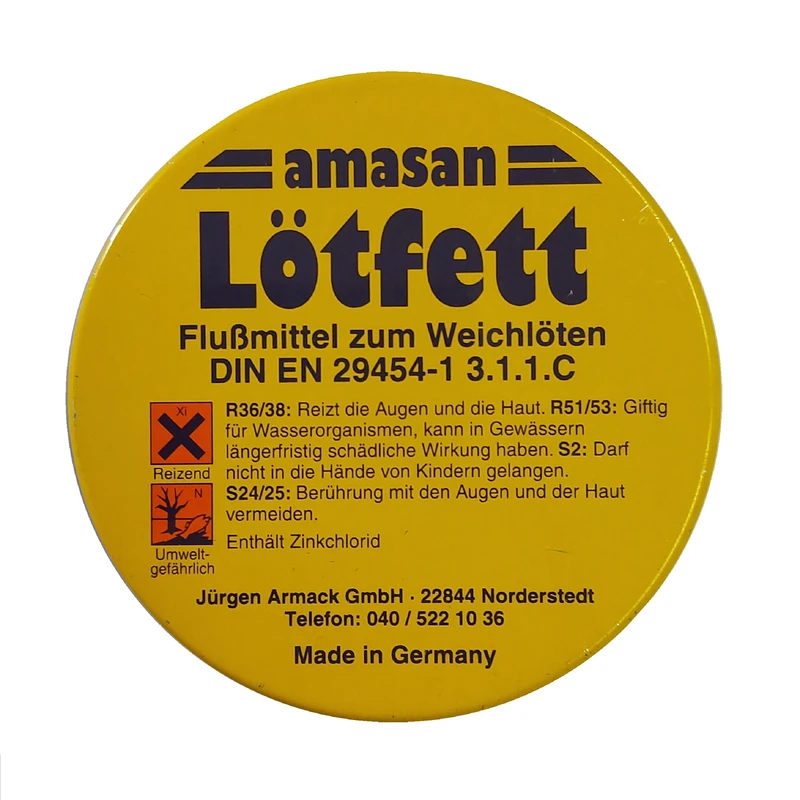 amasan
Lötfett
Flußmittel zum Weichlöten
DIN EN 29454-1 3.1.1.C
Xi
Reizend
R36/38: Reizt die Augen und die Haut. R51/53: Giftig
für Wasserorganismen, kann in Gewässern
längerfristig schädliche Wirkung haben. S2: Darf
nicht in die Hände von Kindern gelangen.
N
Umwelt-
gefährlich
S24/25: Berührung mit den Augen und der Haut
vermeiden.
Enthält Zinkchlorid
Jürgen Armack GmbH · 22844 Norderstedt
Telefon: 040 / 522 10 36
Made in Germany